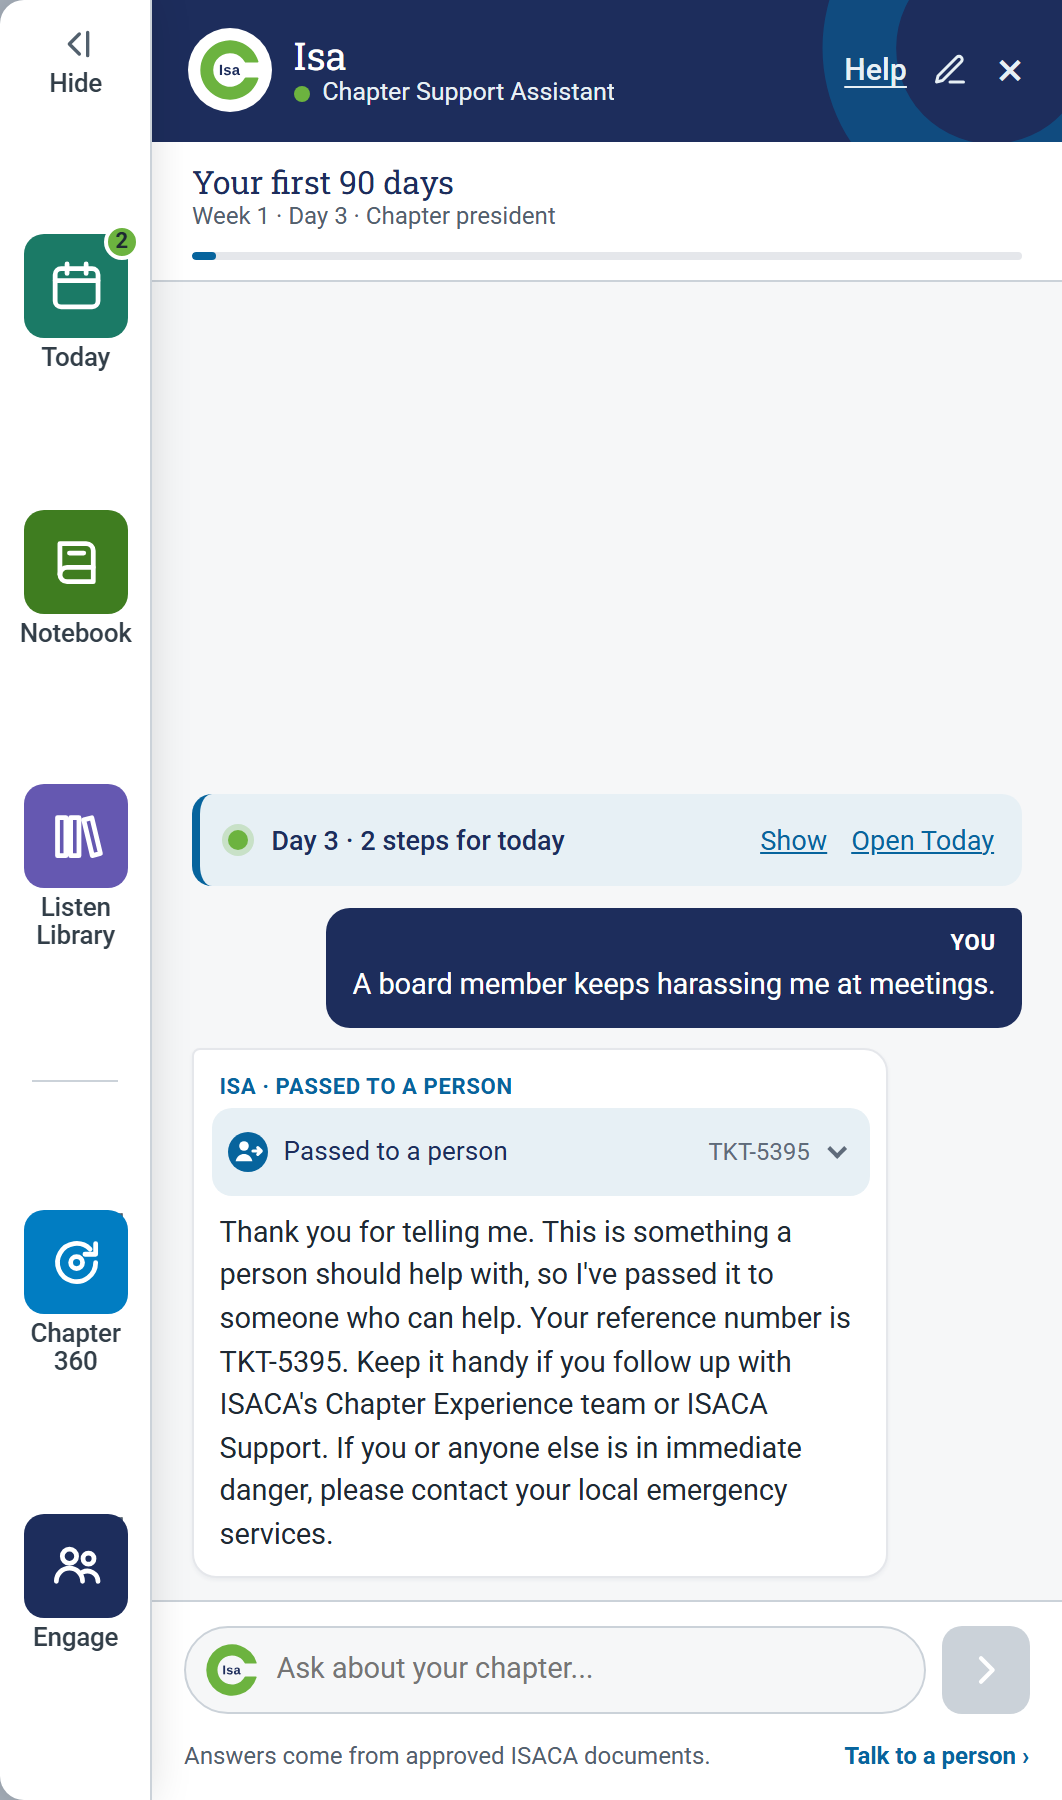 Hide
Isa
Isa
Chapter Support Assistant
Help
Your first 90 days
Week 1 · Day 3 · Chapter president
2
Today
Notebook
Listen
Library
Chapter
360
Engage
Day 3 · 2 steps for today
Show
Open Today
YOU
A board member keeps harassing me at meetings.
ISA · PASSED TO A PERSON
Passed to a person
TKT-5395
Thank you for telling me. This is something a
person should help with, so I've passed it to
someone who can help. Your reference number is
TKT-5395. Keep it handy if you follow up with
ISACA's Chapter Experience team or ISACA
Support. If you or anyone else is in immediate
danger, please contact your local emergency
services.
Isa
Ask about your chapter...
Answers come from approved ISACA documents.
Talk to a person ›